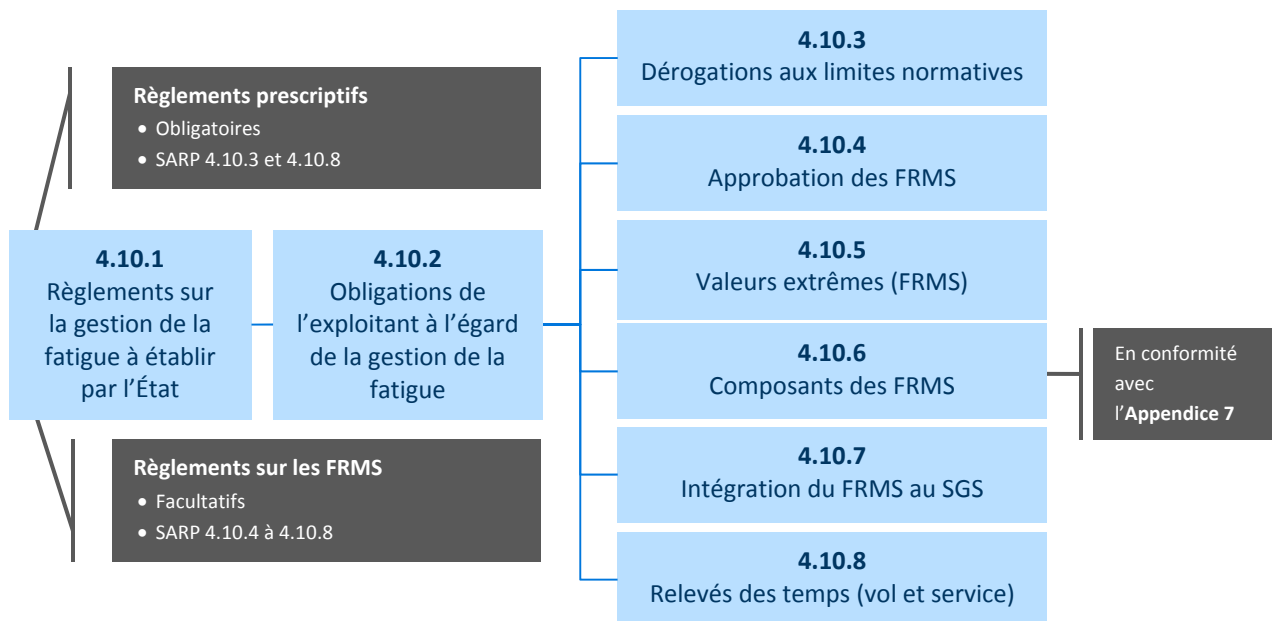 Règlements prescriptifs
• Obligatoires
• SARP 4.10.3 et 4.10.8
4.10.1
Règlements sur
la gestion de la
fatigue à établir
par l’État
Règlements sur les FRMS
• Facultatifs
• SARP 4.10.4 à 4.10.8
4.10.2
Obligations de
l’exploitant à l’égard
de la gestion de la
fatigue
4.10.3
Dérogations aux limites normatives
4.10.4
Approbation des FRMS
4.10.5
Valeurs extrêmes (FRMS)
4.10.6
Composants des FRMS
4.10.7
Intégration du FRMS au SGS
4.10.8
Relevés des temps (vol et service)
En conformité
avec
l’Appendice 7